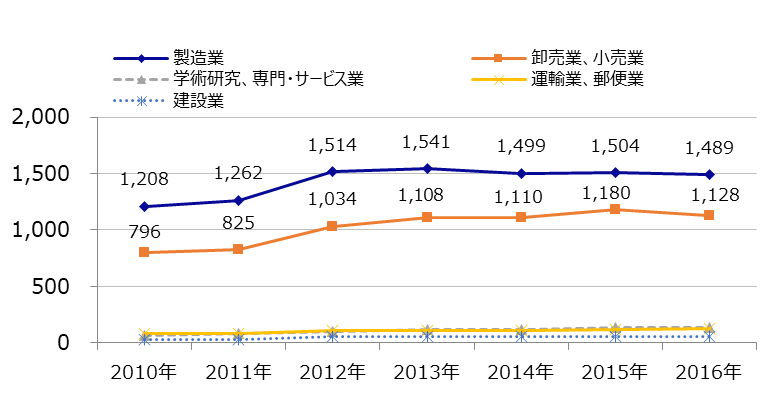 製造業 卸売業、小売業
学術研究、専門・サービス業 運輸業、郵便業
建設業
2,000
1,500
1,000
500
0
1,208 1,262 1,514 1,541 1,499 1,504 1,489
796 825 1,034 1,108 1,110 1,180 1,128
2010年 2011年 2012年 2013年 2014年 2015年 2016年